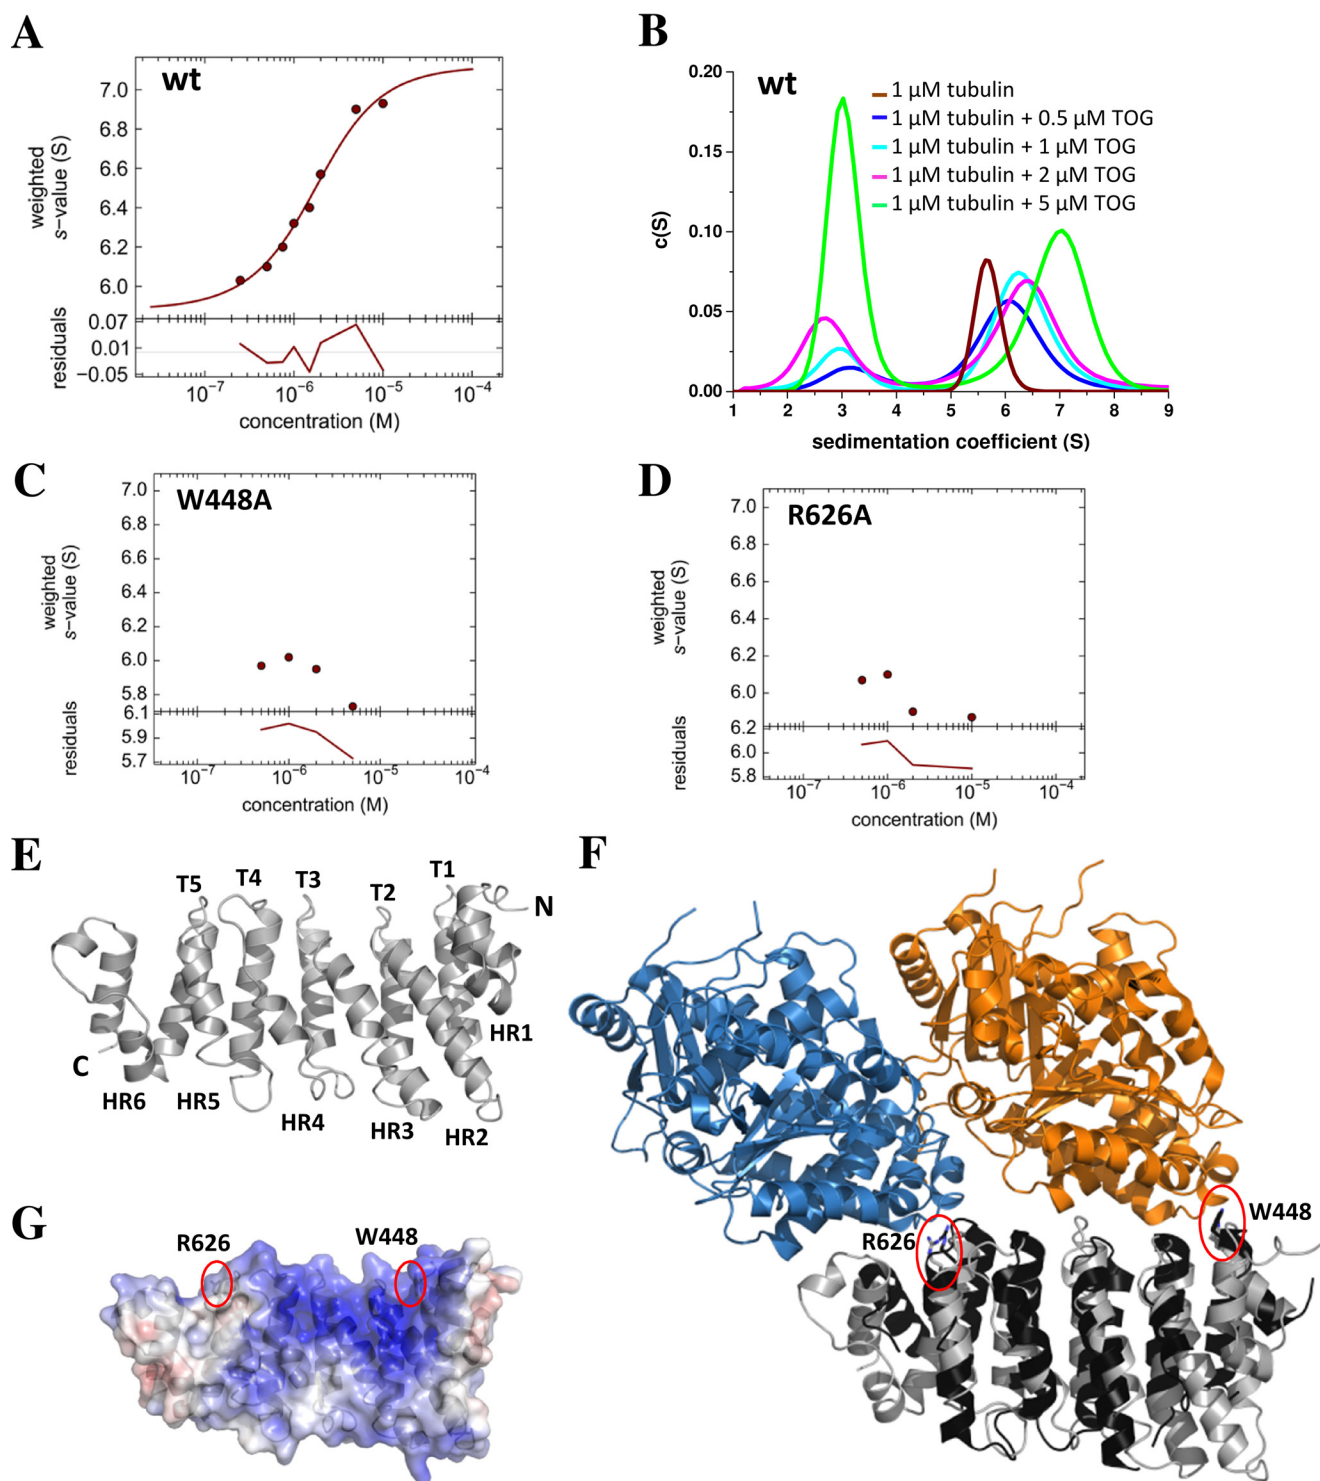 A
wt
7.0
6.8
6.6
6.4
6.2
6.0
weighted
s−value (S)
0.07
0.01
−0.05
residuals
10⁻⁷ 10⁻⁶ 10⁻⁵ 10⁻⁴
concentration (M)
B
wt
1 µM tubulin
1 µM tubulin + 0.5 µM TOG
1 µM tubulin + 1 µM TOG
1 µM tubulin + 2 µM TOG
1 µM tubulin + 5 µM TOG
0.20
0.15
0.10
0.05
0.00
c(S)
1 2 3 4 5 6 7 8 9
sedimentation coefficient (S)
C
W448A
7.0
6.8
6.6
6.4
6.2
6.0
5.8
weighted
s−value (S)
6.1
5.9
5.7
residuals
10⁻⁷ 10⁻⁶ 10⁻⁵ 10⁻⁴
concentration (M)
D
R626A
7.0
6.8
6.6
6.4
6.2
6.0
weighted
s−value (S)
6.2
6.0
5.8
residuals
10⁻⁷ 10⁻⁶ 10⁻⁵ 10⁻⁴
concentration (M)
E
T5 T4 T3 T2 T1
N
HR1
C
HR6 HR5 HR4 HR3 HR2
F
R626
W448
G
R626 W448